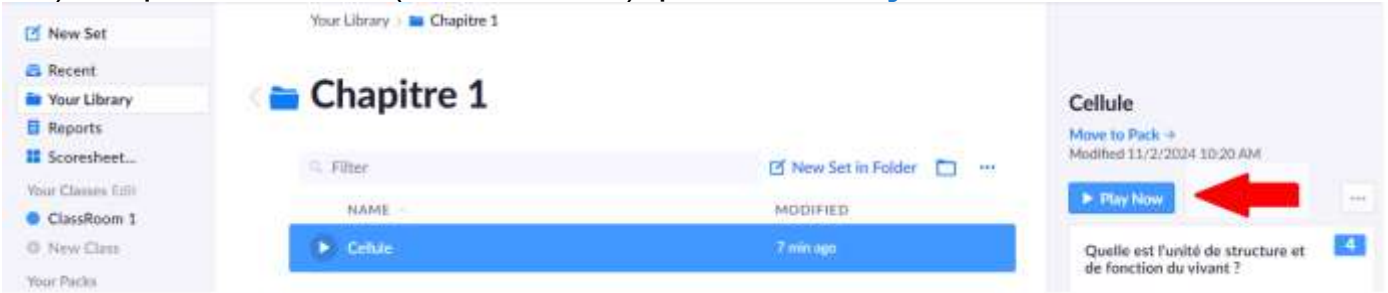 New Set
Recent
Your Library
Reports
Scoresheet...
Your Classes Edit
ClassRoom 1
New Class
Your Packs
Your Library › Chapitre 1
Chapitre 1
Filter
New Set in Folder ...
NAME MODIFIED
Cellule 7 min ago
Cellule
Move to Pack →
Modified 11/2/2024 10:20 AM
Play Now ...
Quelle est l'unité de structure et 4
de fonction du vivant ?